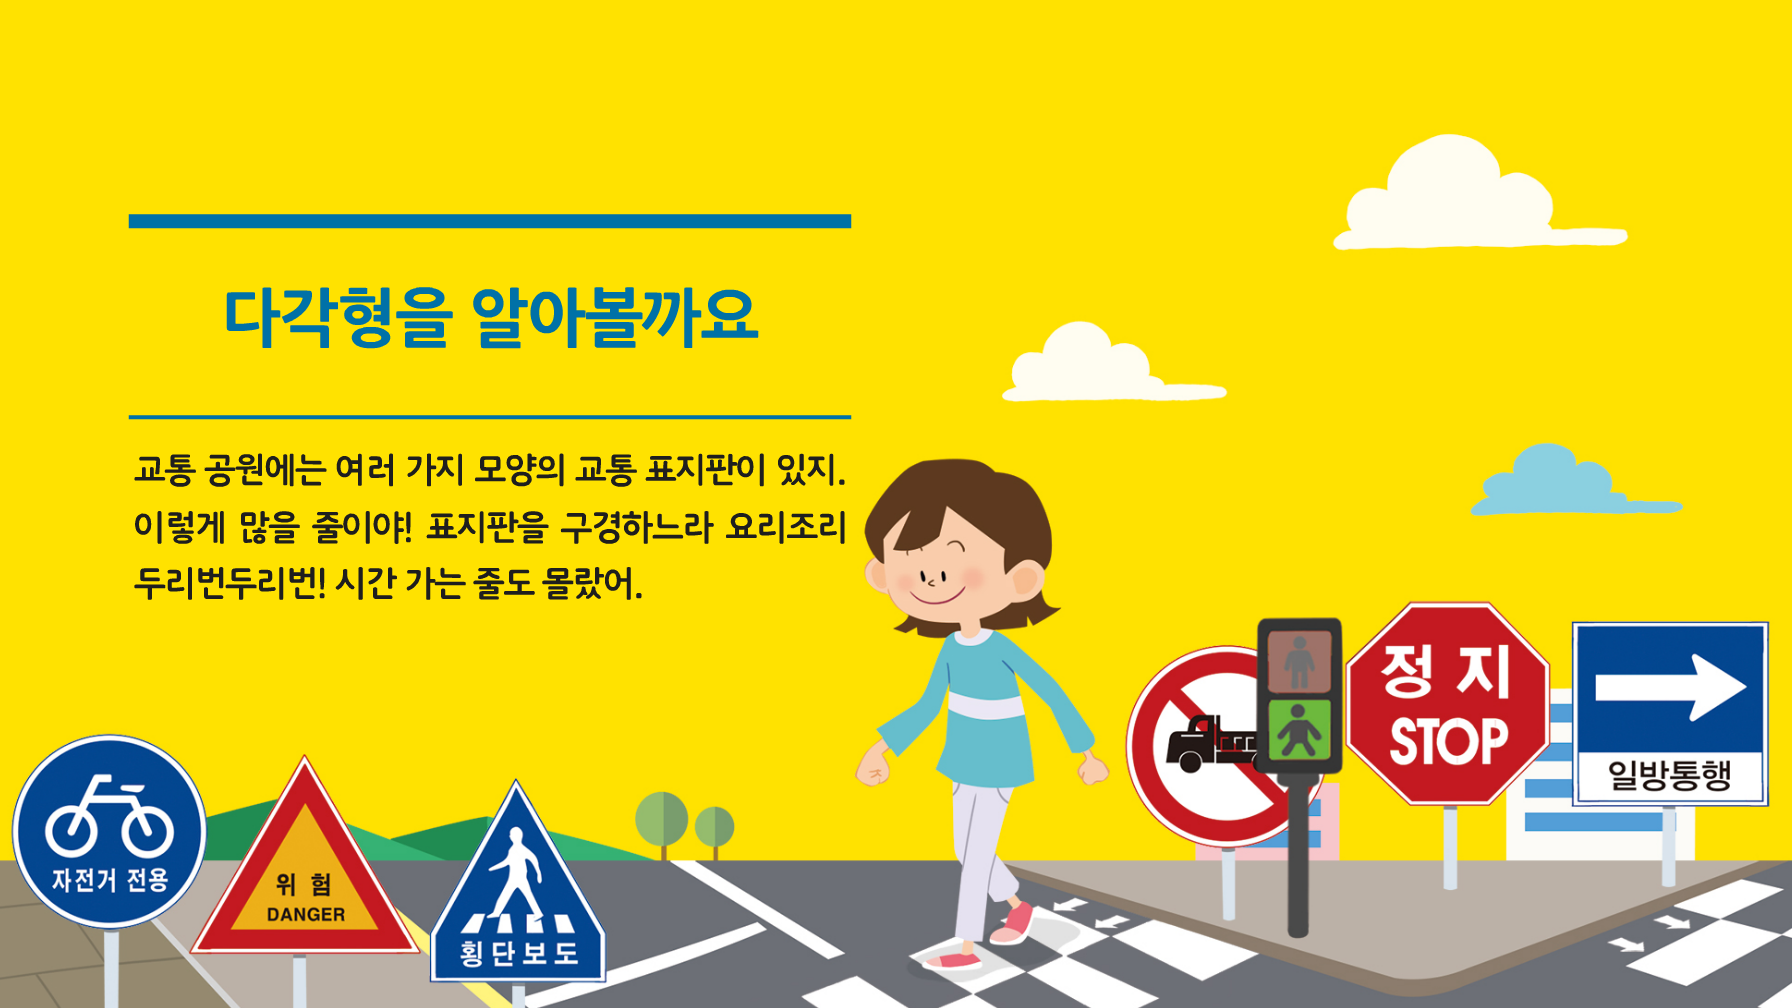 다각형을 알아볼까요
교통 공원에는 여러 가지 모양의 교통 표지판이 있지.
이렇게 많을 줄이야! 표지판을 구경하느라 요리조리
두리번두리번! 시간 가는 줄도 몰랐어.
자전거 전용
위 험
DANGER
횡단보도
정 지
STOP
일방통행